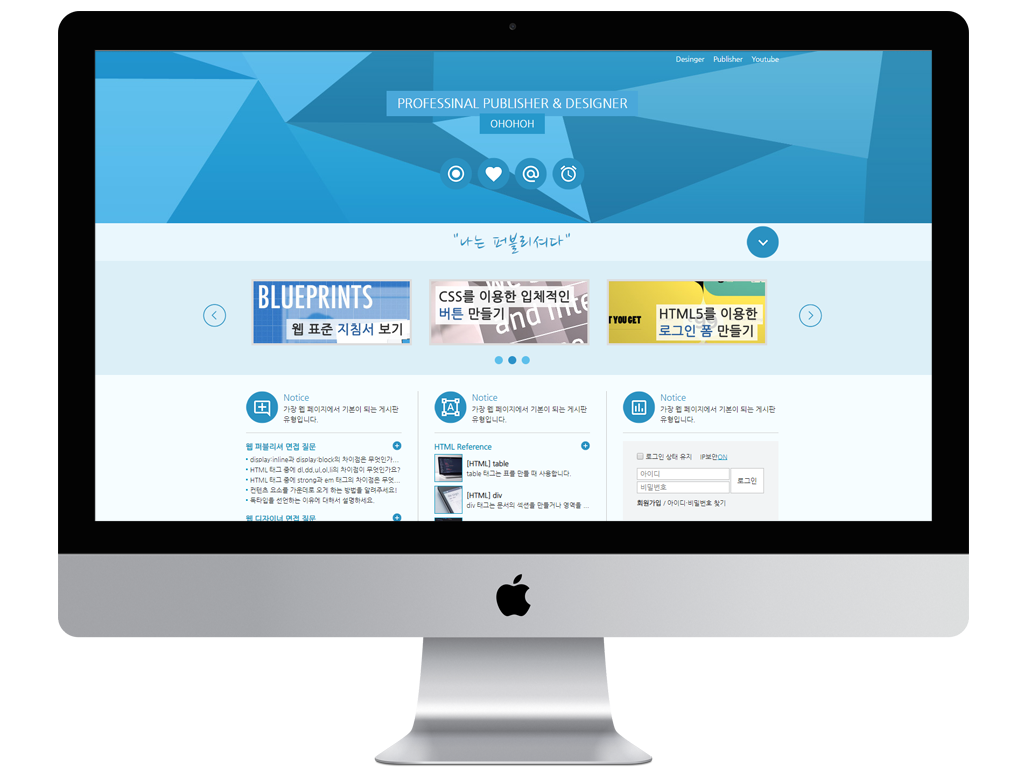 Desinger Publisher Youtube
PROFESSINAL PUBLISHER & DESIGNER
OHOHOH
"나는 퍼블리셔다"
BLUEPRINTS
웹 표준 지침서 보기
CSS를 이용한 입체적인
버튼 만들기
and inte
T YOU GET
HTML5를 이용한
로그인 폼 만들기
Notice
가장 웹 페이지에서 기본이 되는 게시판
유형입니다.
웹 퍼블리셔 면접 질문
• display:inline과 display:block의 차이점은 무엇인가...
• HTML 태그 중에 dl,dd,ul,ol,li의 차이점이 무엇인가요?
• HTML 태그 중에 strong과 em 태그의 차이점은 무엇...
• 컨텐츠 요소를 가운데로 오게 하는 방법을 알려주세요!
• 독타입을 선언하는 이유에 대해서 설명하세요.
웹 디자이너 면접 질문
Notice
가장 웹 페이지에서 기본이 되는 게시판
유형입니다.
HTML Reference
[HTML] table
table 태그는 표를 만들 때 사용합니다.
[HTML] div
div 태그는 문서의 섹션을 만들거나 영역을 ...
Notice
가장 웹 페이지에서 기본이 되는 게시판
유형입니다.
로그인 상태 유지 IP보안ON
아이디
비밀번호
로그인
회원가입 / 아이디·비밀번호 찾기